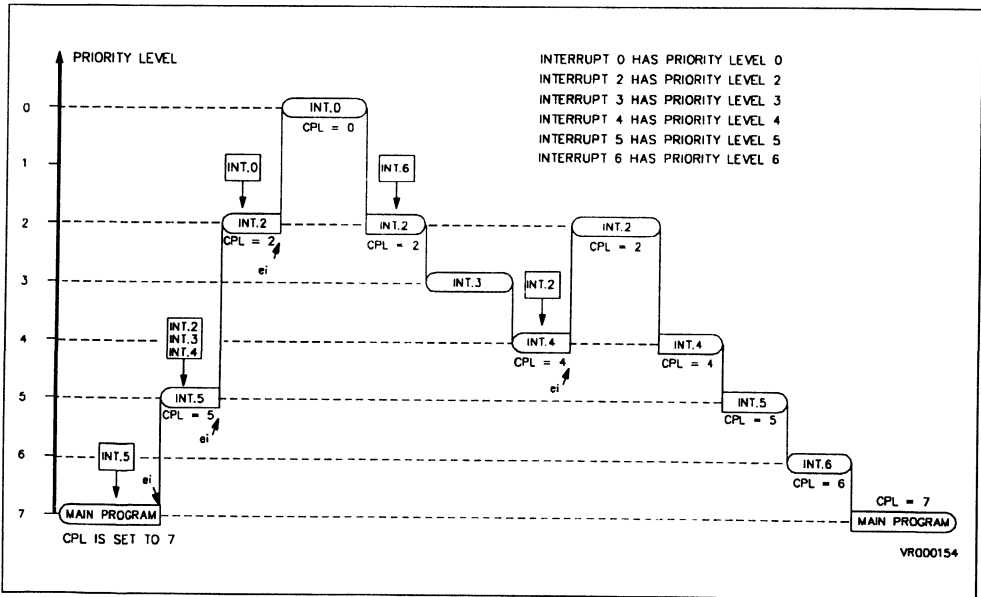 PRIORITY LEVEL
INTERRUPT 0 HAS PRIORITY LEVEL 0
INTERRUPT 2 HAS PRIORITY LEVEL 2
INTERRUPT 3 HAS PRIORITY LEVEL 3
INTERRUPT 4 HAS PRIORITY LEVEL 4
INTERRUPT 5 HAS PRIORITY LEVEL 5
INTERRUPT 6 HAS PRIORITY LEVEL 6
0
INT.0
CPL = 0
1
INT.0
INT.6
2
INT.2
CPL = 2
ei
INT.2
CPL = 2
INT.2
CPL = 2
3
INT.3
INT.2
INT.2
INT.3
INT.4
4
INT.4
CPL = 4
ei
INT.4
CPL = 4
5
INT.5
CPL = 5
ei
INT.5
CPL = 5
6
INT.5
ei
INT.6
CPL = 6
CPL = 7
7
MAIN PROGRAM
MAIN PROGRAM
CPL IS SET TO 7
VR000154